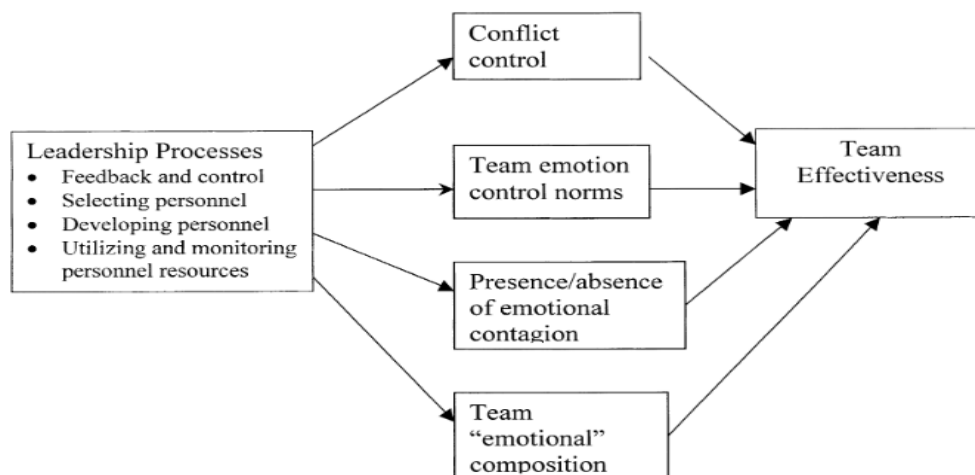 Conflict
control
Leadership Processes
• Feedback and control
• Selecting personnel
• Developing personnel
• Utilizing and monitoring
personnel resources
Team emotion
control norms
Presence/absence
of emotional
contagion
Team
“emotional”
composition
Team
Effectiveness